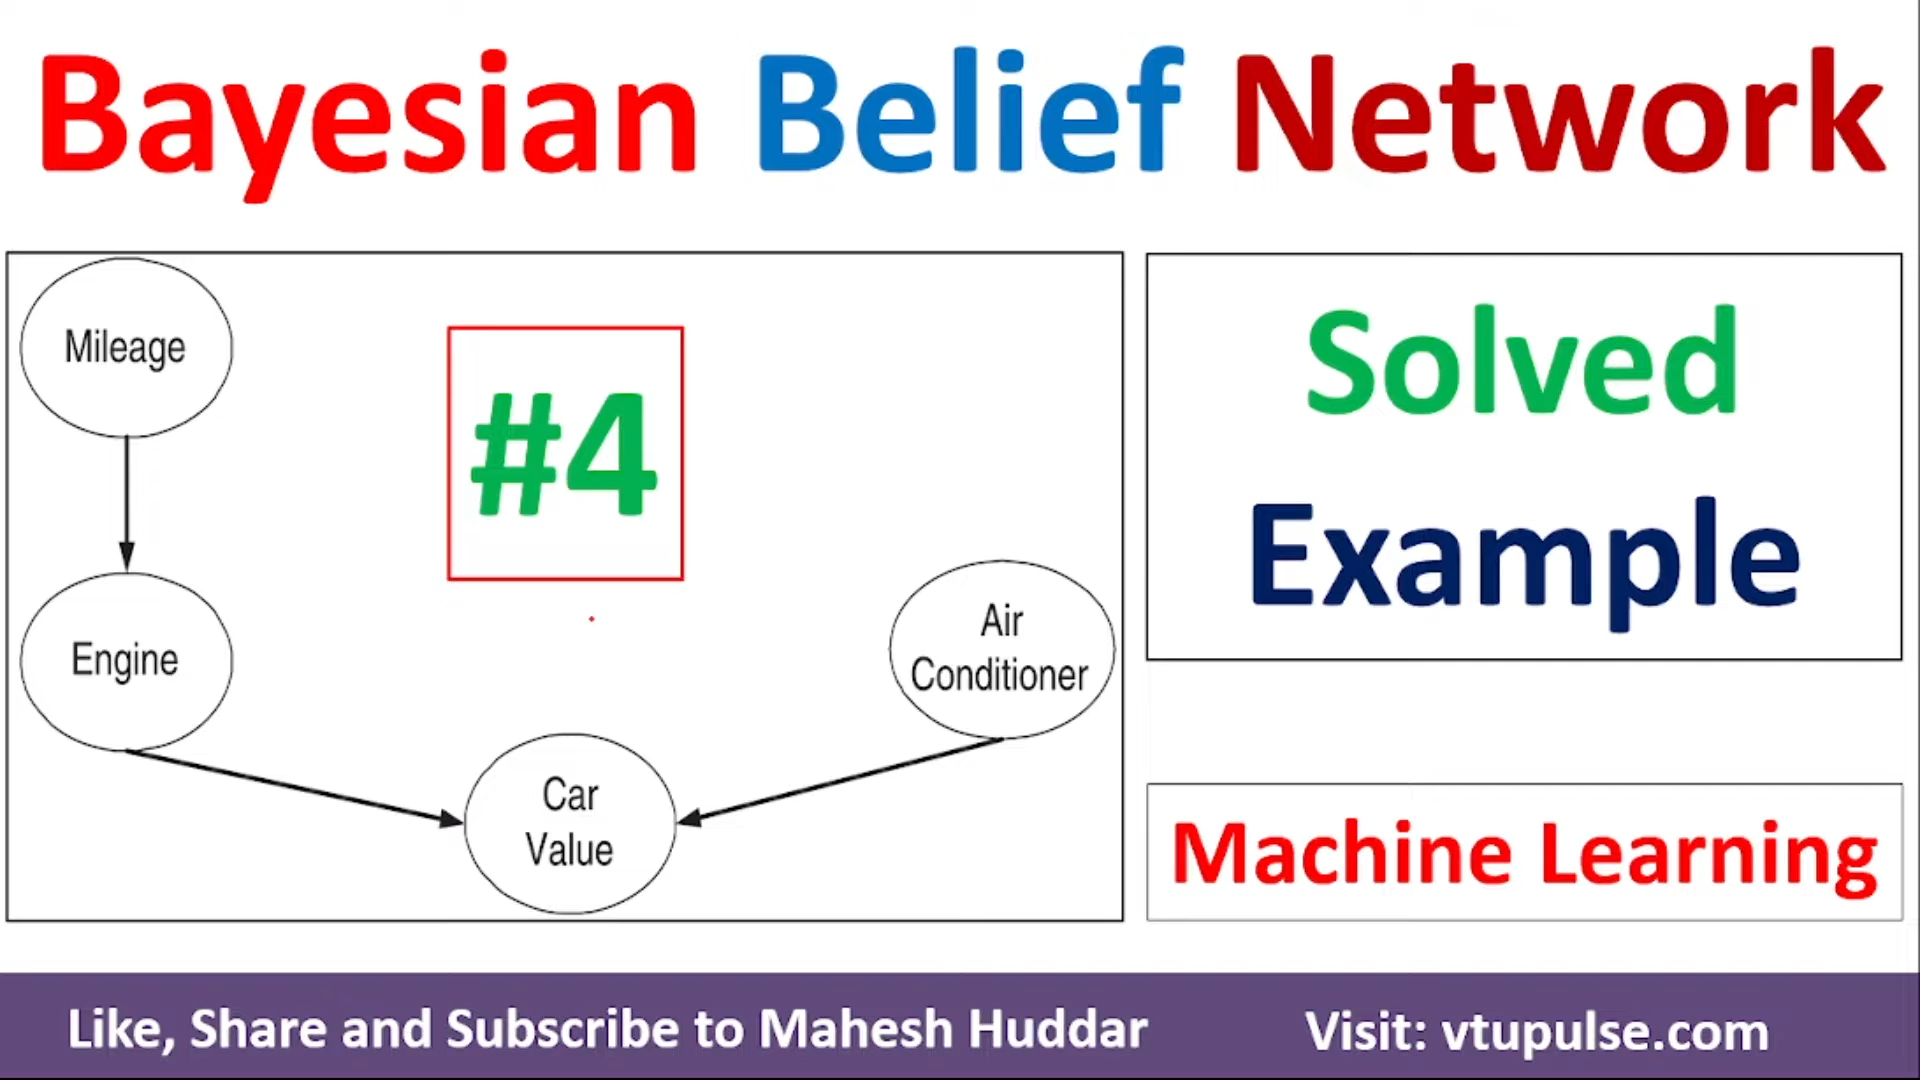 Bayesian Belief Network
Mileage
#4
Engine
Air
Conditioner
Car
Value
Solved
Example
Machine Learning
Like, Share and Subscribe to Mahesh Huddar
Visit: vtupulse.com